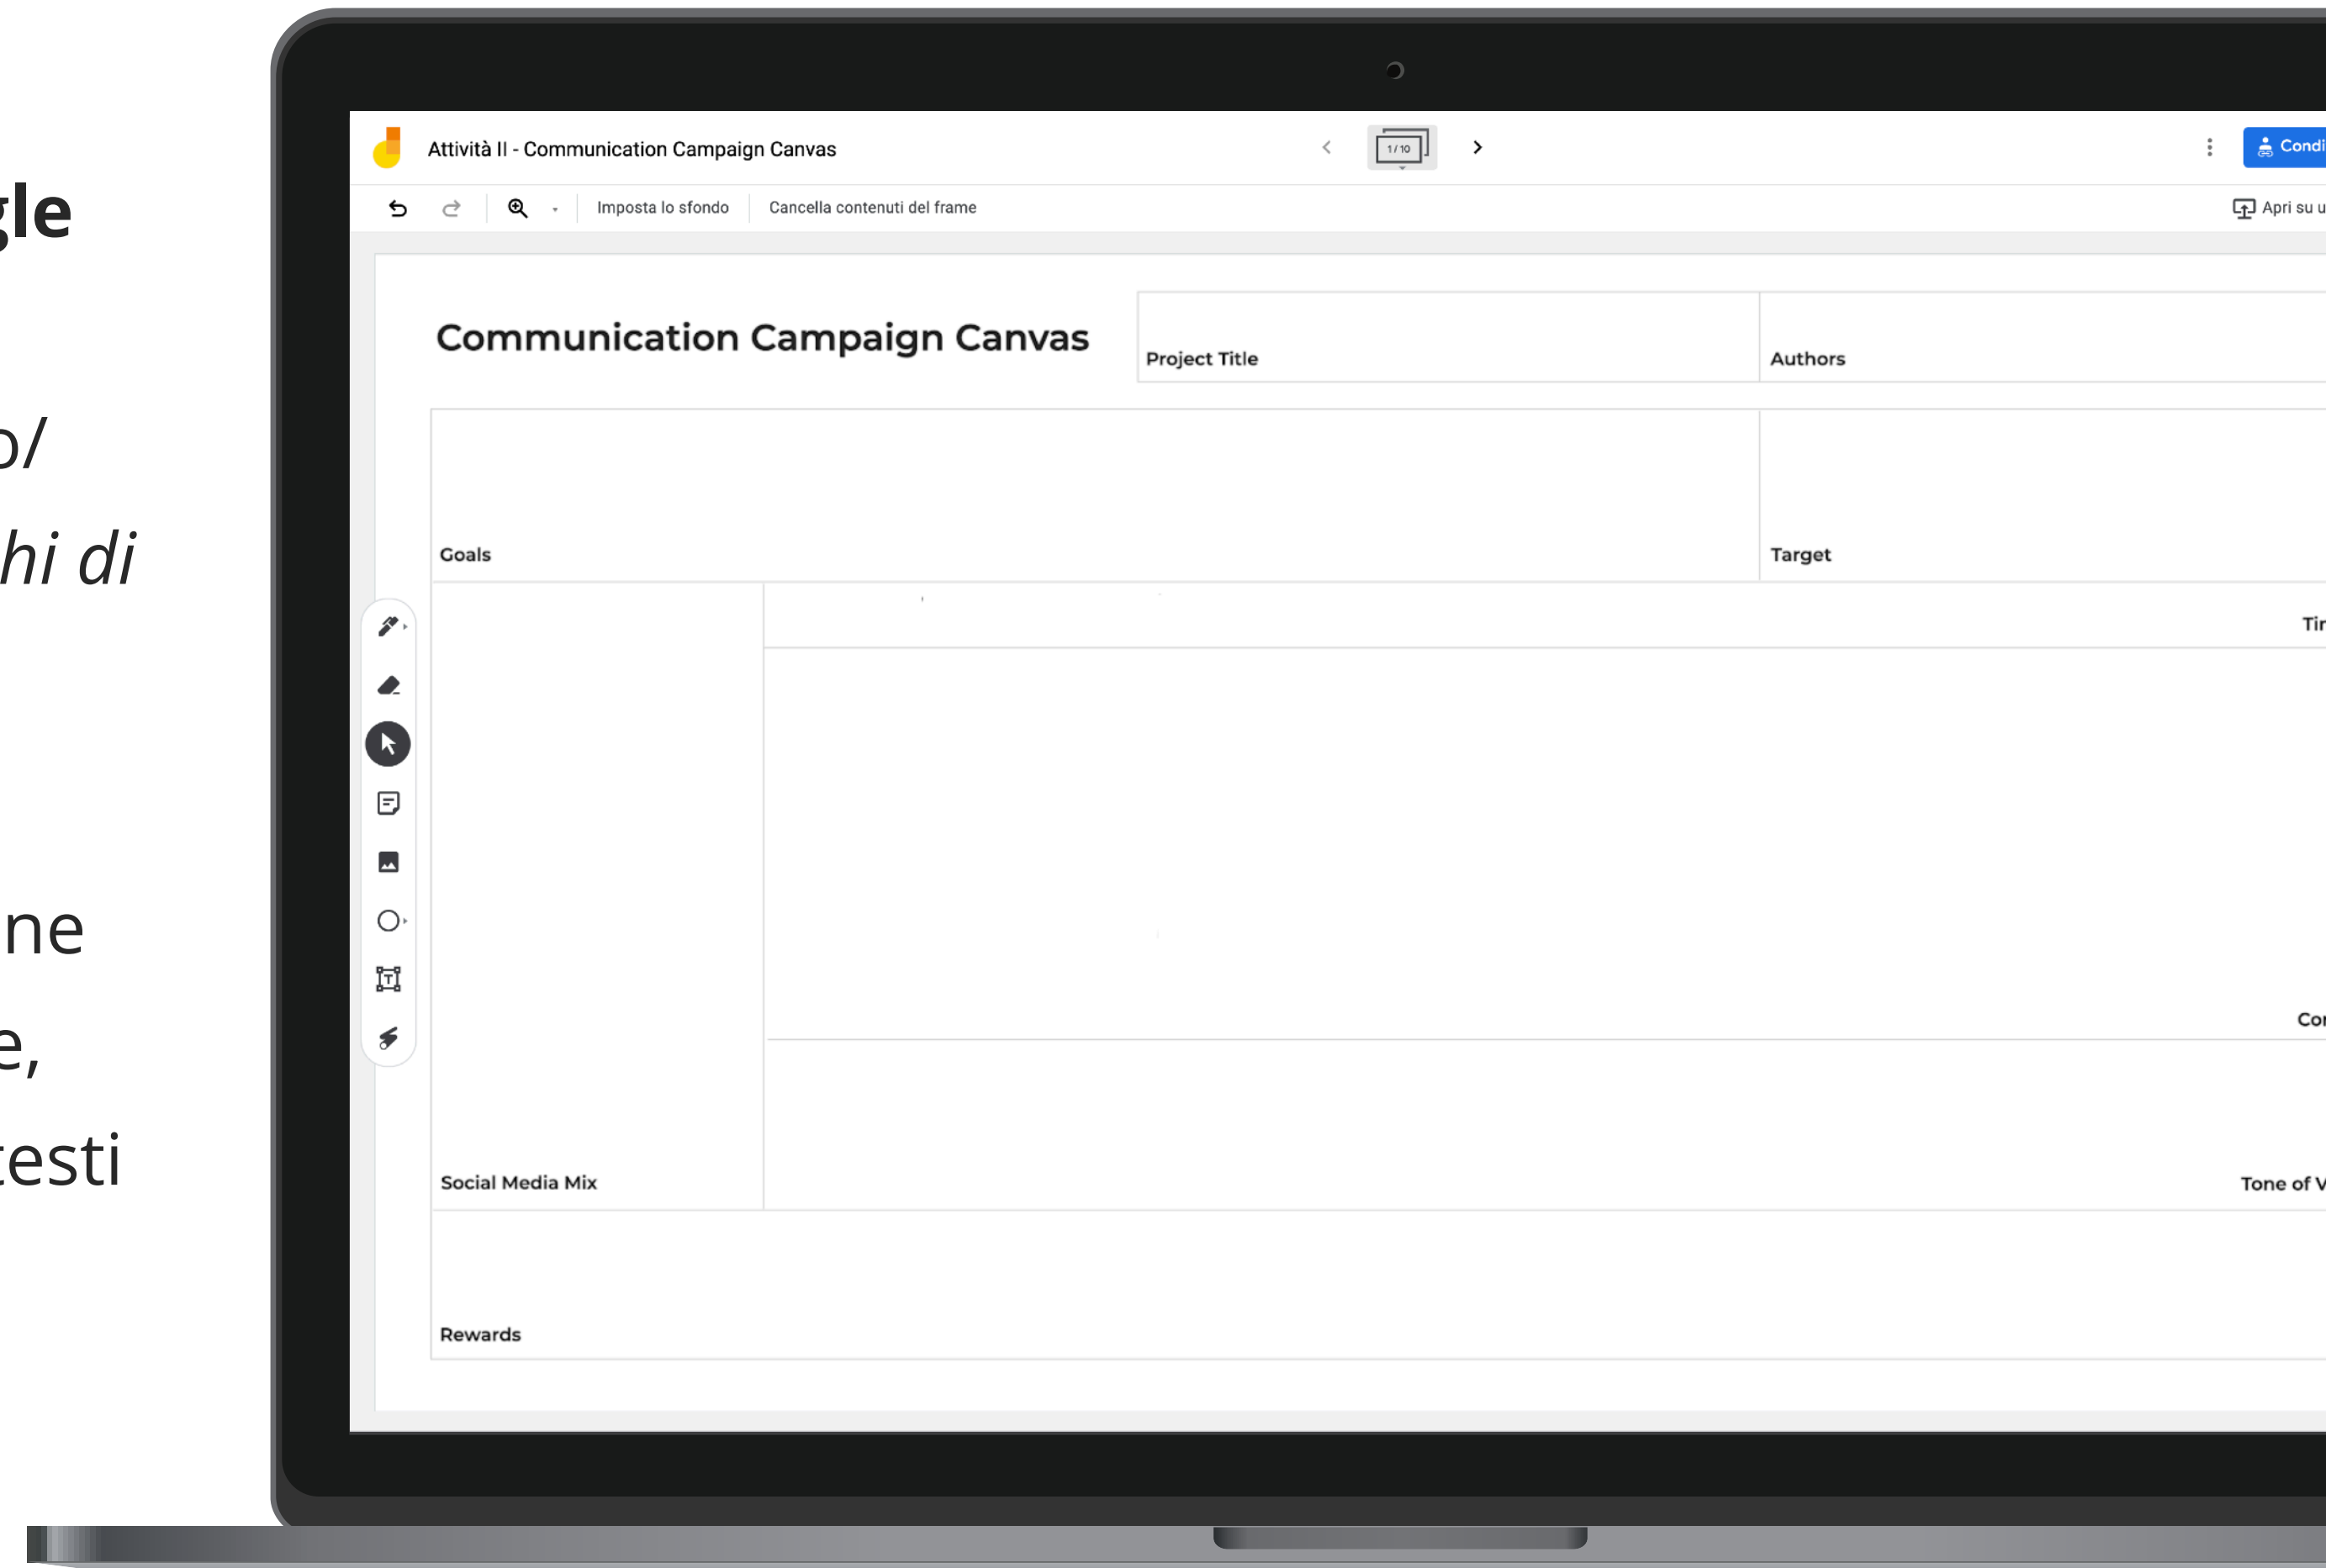 gle
o/
hi di
ne
e,
testi
Attività II - Communication Campaign Canvas
1 / 10
Condi
Imposta lo sfondo
Cancella contenuti del frame
Apri su u
Communication Campaign Canvas
Project Title
Authors
Goals
Target
Tir
Cor
Social Media Mix
Tone of V
Rewards